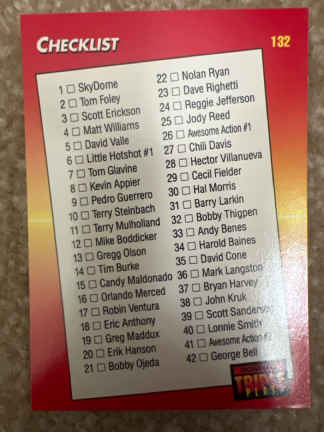 CHECKLIST
132
1 SkyDome
2 Tom Foley
3 Scott Erickson
4 Matt Williams
5 David Valle
6 Little Hotshot #1
7 Tom Glavine
8 Kevin Appier
9 Pedro Guerrero
10 Terry Steinbach
11 Terry Mulholland
12 Mike Boddicker
13 Gregg Olson
14 Tim Burke
15 Candy Maldonado
16 Orlando Merced
17 Robin Ventura
18 Eric Anthony
19 Greg Maddux
20 Erik Hanson
21 Bobby Ojeda
22 Nolan Ryan
23 Dave Righetti
24 Reggie Jefferson
25 Jody Reed
26 Awesome Action #1
27 Chili Davis
28 Hector Villanueva
29 Cecil Fielder
30 Hal Morris
31 Barry Larkin
32 Bobby Thigpen
33 Andy Benes
34 Harold Baines
35 David Cone
36 Mark Langston
37 Bryan Harvey
38 John Kruk
39 Scott Sanderson
40 Lonnie Smith
41 Awesome Action #2
42 George Bell